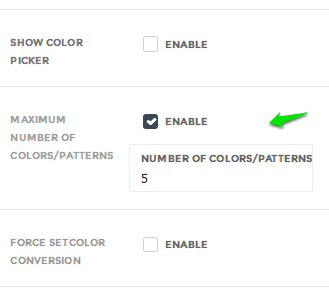 SHOW COLOR
PICKER
ENABLE
MAXIMUM
NUMBER OF
COLORS/PATTERNS
ENABLE
NUMBER OF COLORS/PATTERNS
5
FORCE SETCOLOR
CONVERSION
ENABLE